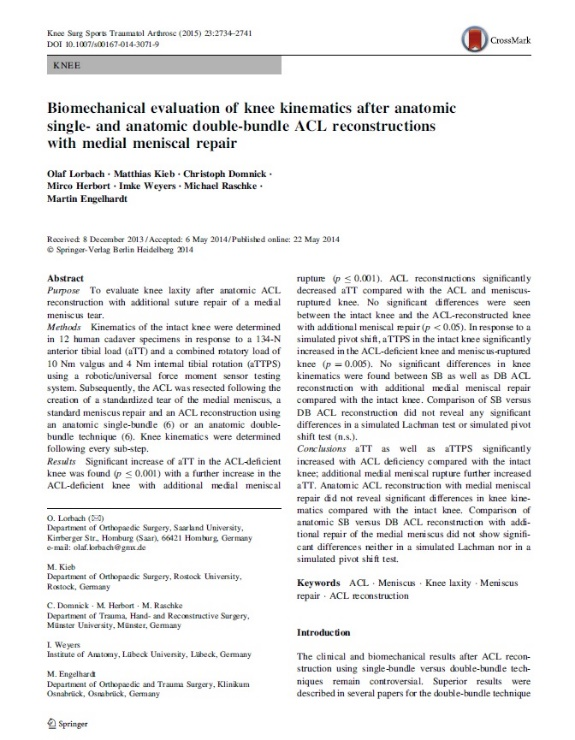 Knee Surg Sports Traumatol Arthrosc (2015) 23:2734–2741
DOI 10.1007/s00167-014-3071-9
CrossMark
KNEE
Biomechanical evaluation of knee kinematics after anatomic
single- and anatomic double-bundle ACL reconstructions
with medial meniscal repair
Olaf Lorbach · Matthias Kieb · Christoph Domnick ·
Mirco Herbort · Imke Weyers · Michael Raschke ·
Martin Engelhardt
Received: 8 December 2013 / Accepted: 6 May 2014 / Published online: 22 May 2014
© Springer-Verlag Berlin Heidelberg 2014
Abstract
Purpose To evaluate knee laxity after anatomic ACL
reconstruction with additional suture repair of a medial
meniscus tear.
Methods Kinematics of the intact knee were determined
in 12 human cadaver specimens in response to a 134-N
anterior tibial load (aTT) and a combined rotatory load of
10 Nm valgus and 4 Nm internal tibial rotation (aTTPS)
using a robotic/universal force moment sensor testing
system. Subsequently, the ACL was resected following the
creation of a standardized tear of the medial meniscus, a
standard meniscus repair and an ACL reconstruction using
an anatomic single-bundle (6) or an anatomic double-
bundle technique (6). Knee kinematics were determined
following every sub-step.
Results Significant increase of aTT in the ACL-deficient
knee was found (p ≤ 0.001) with a further increase in the
ACL-deficient knee with additional medial meniscal
rupture (p ≤ 0.001). ACL reconstructions significantly
decreased aTT compared with the ACL and meniscus-
ruptured knee. No significant differences were seen
between the intact knee and the ACL-reconstructed knee
with additional meniscal repair (p < 0.05). In response to a
simulated pivot shift, aTTPS in the intact knee significantly
increased in the ACL-deficient knee and meniscus-ruptured
knee (p = 0.005). No significant differences in knee
kinematics were found between SB as well as DB ACL
reconstruction with additional medial meniscal repair
compared with the intact knee. Comparison of SB versus
DB ACL reconstruction did not reveal any significant
differences in a simulated Lachman test or simulated pivot
shift test (n.s.).
Conclusions aTT as well as aTTPS significantly
increased with ACL deficiency compared with the intact
knee; additional medial meniscal rupture further increased
aTT. Anatomic ACL reconstruction with medial meniscal
repair did not reveal significant differences in knee kine-
matics compared with the intact knee. Comparison of
anatomic SB versus DB ACL reconstruction with addi-
tional repair of the medial meniscus did not show signifi-
cant differences neither in a simulated Lachman nor in a
simulated pivot shift test.
Keywords ACL · Meniscus · Knee laxity · Meniscus
repair · ACL reconstruction
Introduction
The clinical and biomechanical results after ACL recon-
struction using single-bundle versus double-bundle tech-
niques remain controversial. Superior results were
described in several papers for the double-bundle technique
O. Lorbach (✉)
Department of Orthopaedic Surgery, Saarland University,
Kirrberger Str., Homburg (Saar), 66421 Homburg, Germany
e-mail: olaf.lorbach@gmx.de
M. Kieb
Department of Orthopaedic Surgery, Rostock University,
Rostock, Germany
C. Domnick · M. Herbort · M. Raschke
Department of Trauma, Hand- and Reconstructive Surgery,
Münster University, Münster, Germany
I. Weyers
Institute of Anatomy, Lübeck University, Lübeck, Germany
M. Engelhardt
Department of Orthopaedic and Trauma Surgery, Klinikum
Osnabrück, Osnabrück, Germany
Springer